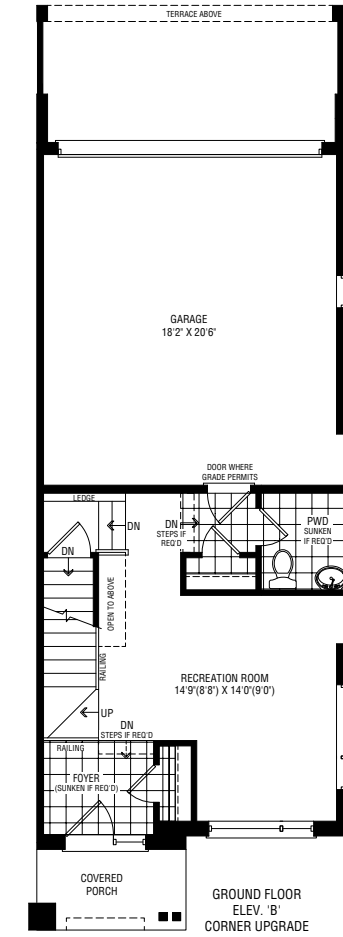 TERRACE ABOVE
GARAGE
18'2" X 20'6"
DOOR WHERE
GRADE PERMITS
LEDGE
DN
DN
STEPS IF
REQ'D
PWD
SUNKEN
IF REQ'D
DN
OPEN TO ABOVE
RAILING
RECREATION ROOM
14'9"(8'8") X 14'0"(9'0")
UP
DN
STEPS IF REQ'D
RAILING
FOYER
(SUNKEN IF REQ'D)
COVERED
PORCH
GROUND FLOOR
ELEV. 'B'
CORNER UPGRADE